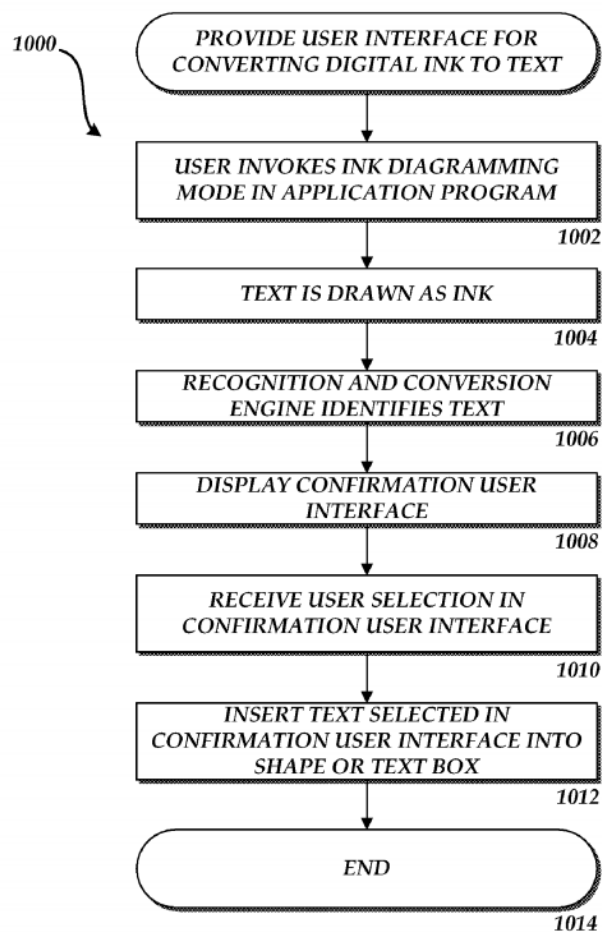 1000
PROVIDE USER INTERFACE FOR
CONVERTING DIGITAL INK TO TEXT
USER INVOKES INK DIAGRAMMING
MODE IN APPLICATION PROGRAM
1002
TEXT IS DRAWN AS INK
1004
RECOGNITION AND CONVERSION
ENGINE IDENTIFIES TEXT
1006
DISPLAY CONFIRMATION USER
INTERFACE
1008
RECEIVE USER SELECTION IN
CONFIRMATION USER INTERFACE
1010
INSERT TEXT SELECTED IN
CONFIRMATION USER INTERFACE INTO
SHAPE OR TEXT BOX
1012
END
1014